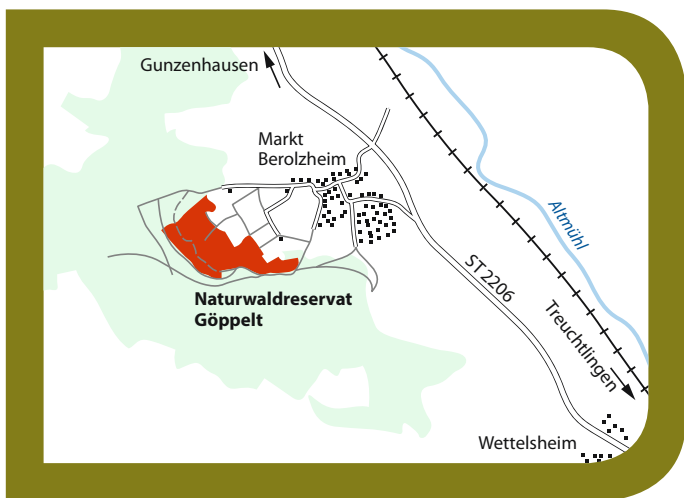 Gunzenhausen
Markt
Berolzheim
Altmühl
ST 2206
Naturwaldreservat
Göppelt
Treuchtlingen
Wettelsheim